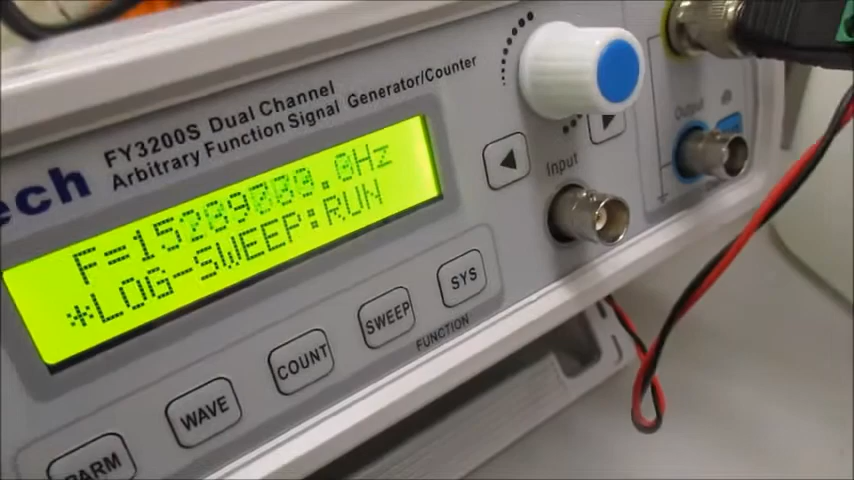 FY3200S Dual Channel
Arbitrary Function Signal Generator/Counter
ech
*LOG-SWEEP:RUN
Input
Output
SYS
SWEEP
COUNT
WAVE
PARM
FUNCTION